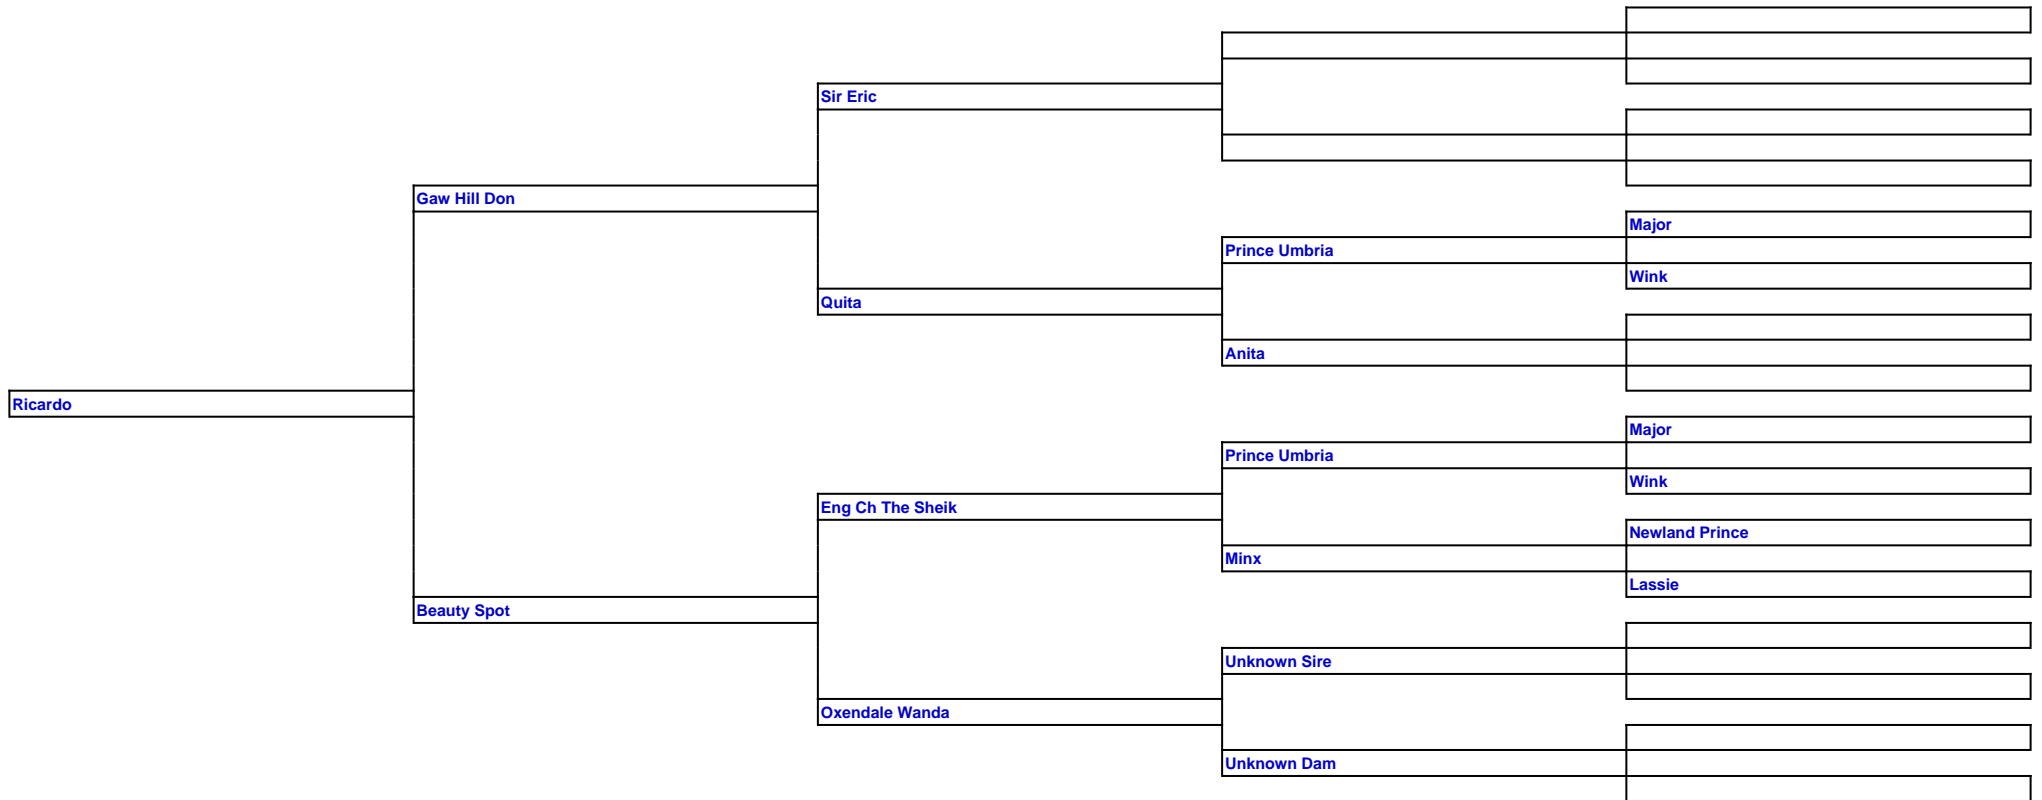 Sir Eric
Gaw Hill Don
Major
Prince Umbria
Wink
Quita
Anita
Ricardo
Major
Prince Umbria
Wink
Eng Ch The Sheik
Newland Prince
Minx
Lassie
Beauty Spot
Unknown Sire
Oxendale Wanda
Unknown Dam